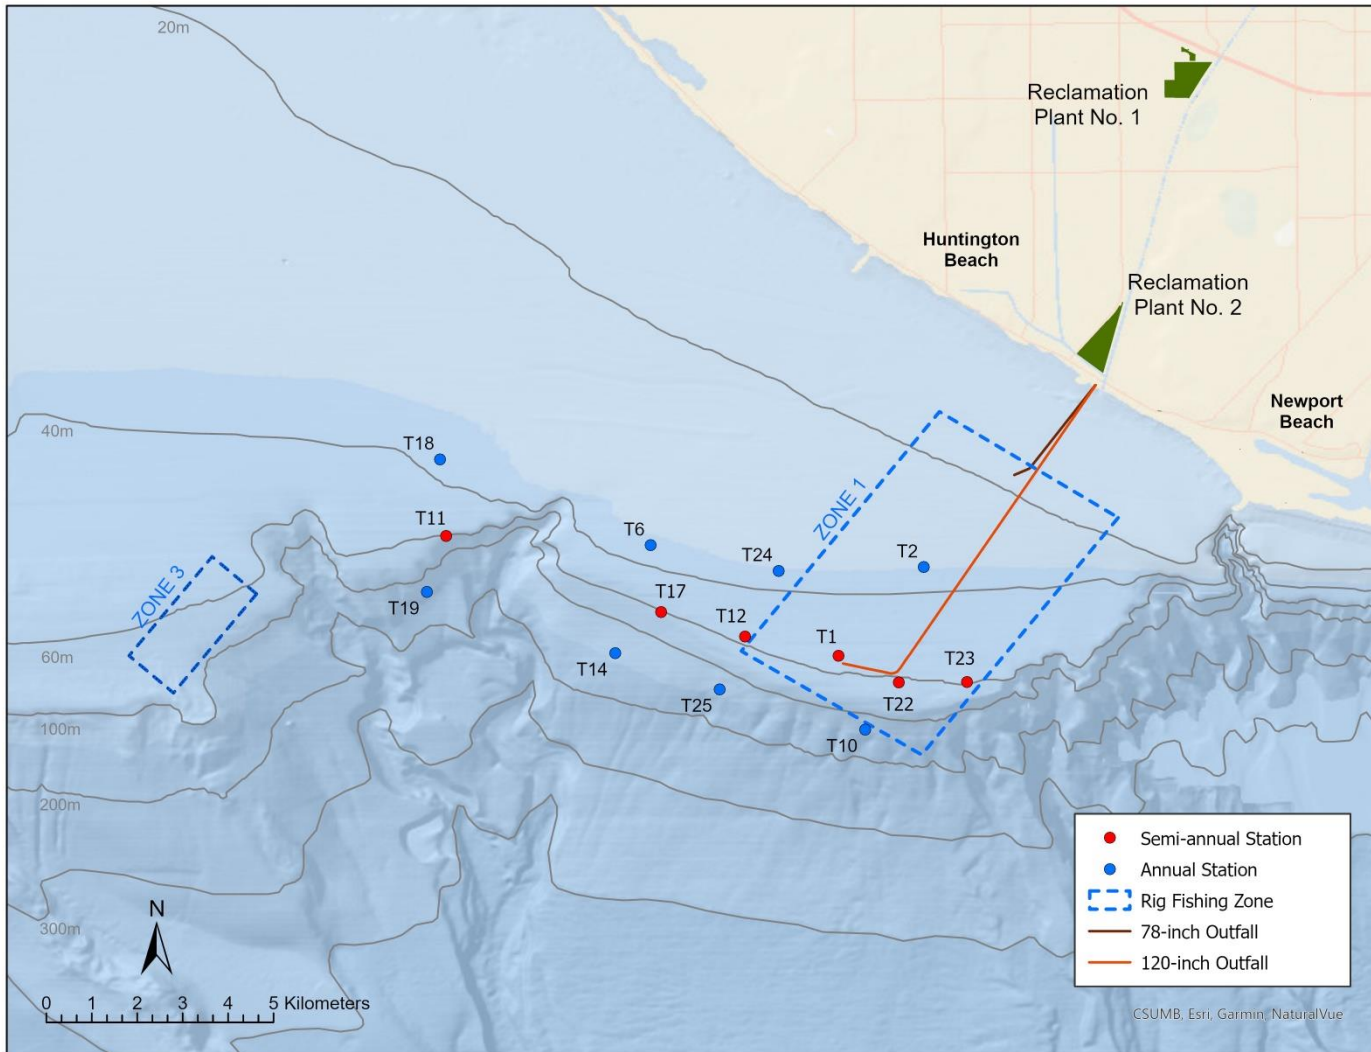 20m
Reclamation
Plant No. 1
Huntington
Beach
Reclamation
Plant No. 2
Newport
Beach
40m
T18
ZONE 1
T11
T6
T24
T2
ZONE 3
T19
T17
T12
T1
T23
60m
T14
T25
T22
100m
T10
200m
300m
N
0 1 2 3 4 5 Kilometers
Semi-annual Station
Annual Station
Rig Fishing Zone
78-inch Outfall
120-inch Outfall
CSUMB, Esri, Garmin, NaturalVue